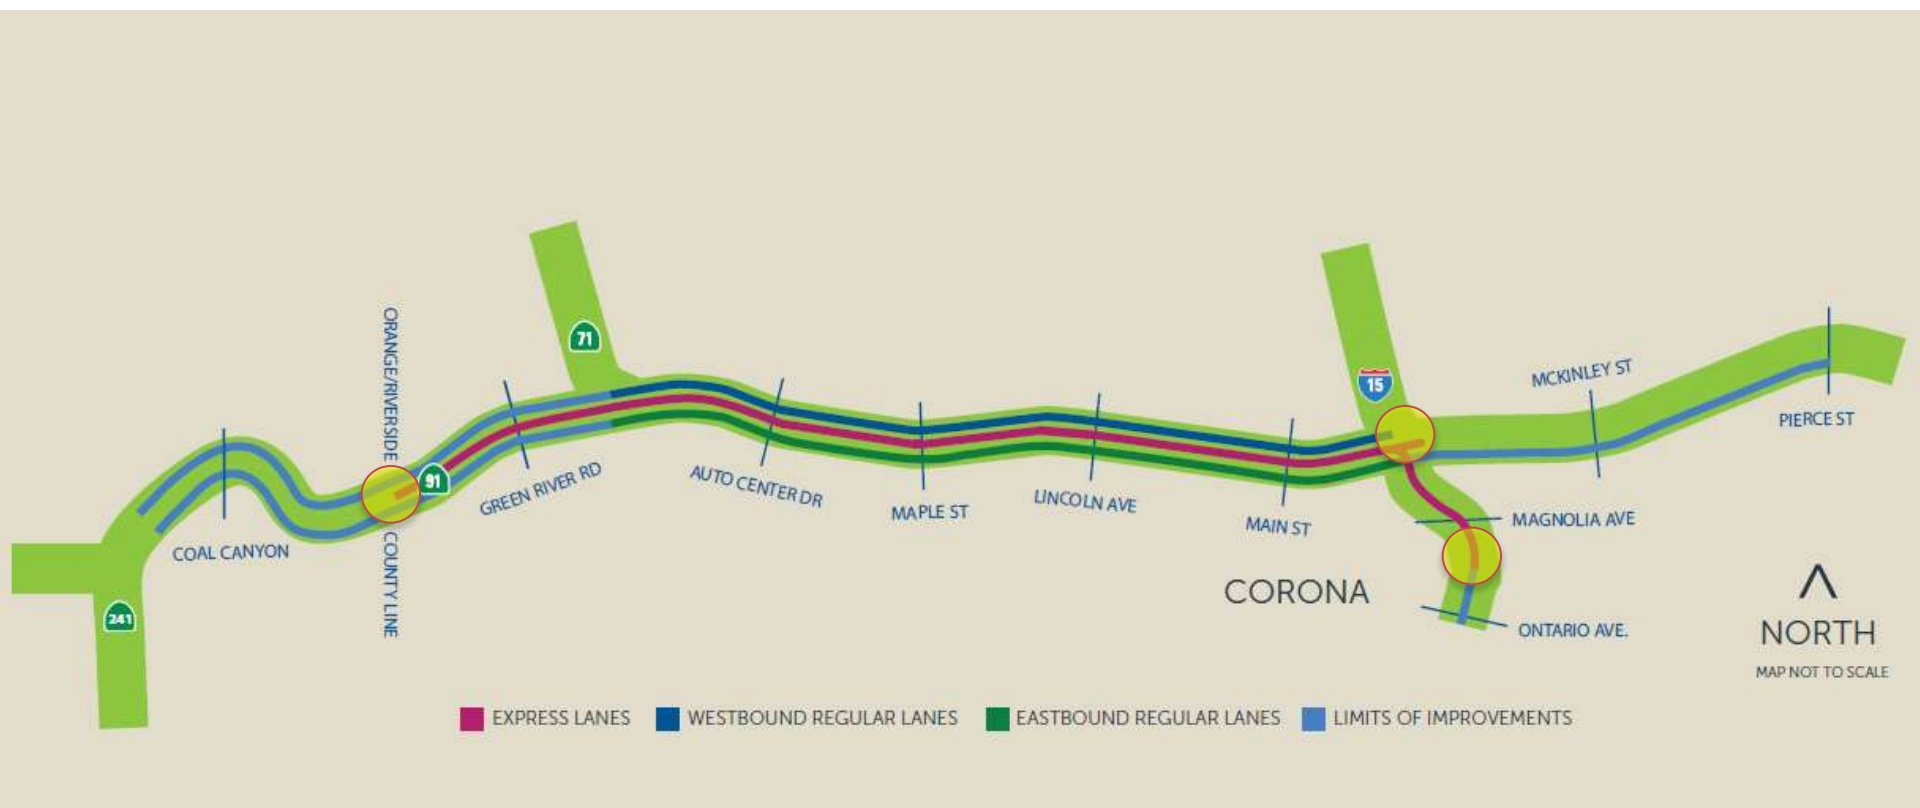 71
15
MCKINLEY ST
PIERCE ST
ORANGE/RIVERSIDE COUNTY LINE
91
GREEN RIVER RD
AUTO CENTER DR
MAPLE ST
LINCOLN AVE
MAIN ST
MAGNOLIA AVE
COAL CANYON
241
CORONA
ONTARIO AVE.
NORTH
MAP NOT TO SCALE
EXPRESS LANES
WESTBOUND REGULAR LANES
EASTBOUND REGULAR LANES
LIMITS OF IMPROVEMENTS